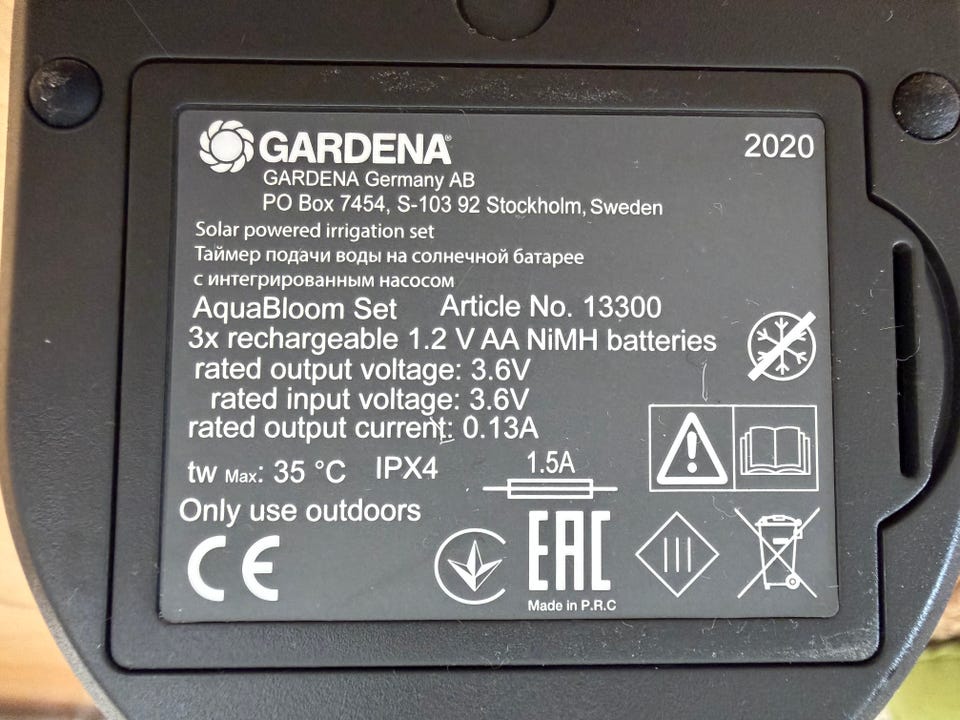 GARDENA®
2020
GARDENA Germany AB
PO Box 7454, S-103 92 Stockholm, Sweden
Solar powered irrigation set
Таймер подачи воды на солнечной батарее
с интегрированным насосом
AquaBloom Set Article No. 13300
3x rechargeable 1.2 V AA NiMH batteries
rated output voltage: 3.6V
rated input voltage: 3.6V
rated output current: 0.13A
tw Max: 35 °C IPX4 1.5A
Only use outdoors
CE EAC III
Made in P.R.C